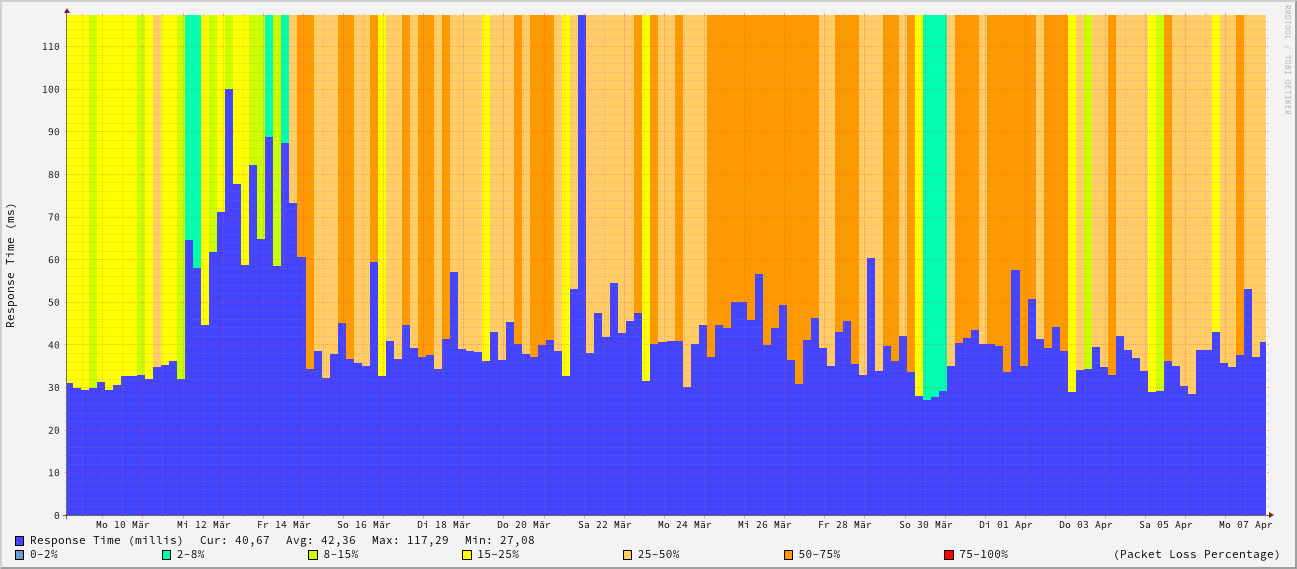 RRDTOOL / TOBI OETIKER
Response Time (ms)
110
100
90
80
70
60
50
40
30
20
10
0
Mo 10 Mär Mi 12 Mär Fr 14 Mär So 16 Mär Di 18 Mär Do 20 Mär Sa 22 Mär Mo 24 Mär Mi 26 Mär Fr 28 Mär So 30 Mär Di 01 Apr Do 03 Apr Sa 05 Apr Mo 07 Apr
Response Time (millis) Cur: 40,67 Avg: 42,36 Max: 117,29 Min: 27,08
0-2% 2-8% 8-15% 15-25% 25-50% 50-75% 75-100% (Packet Loss Percentage)